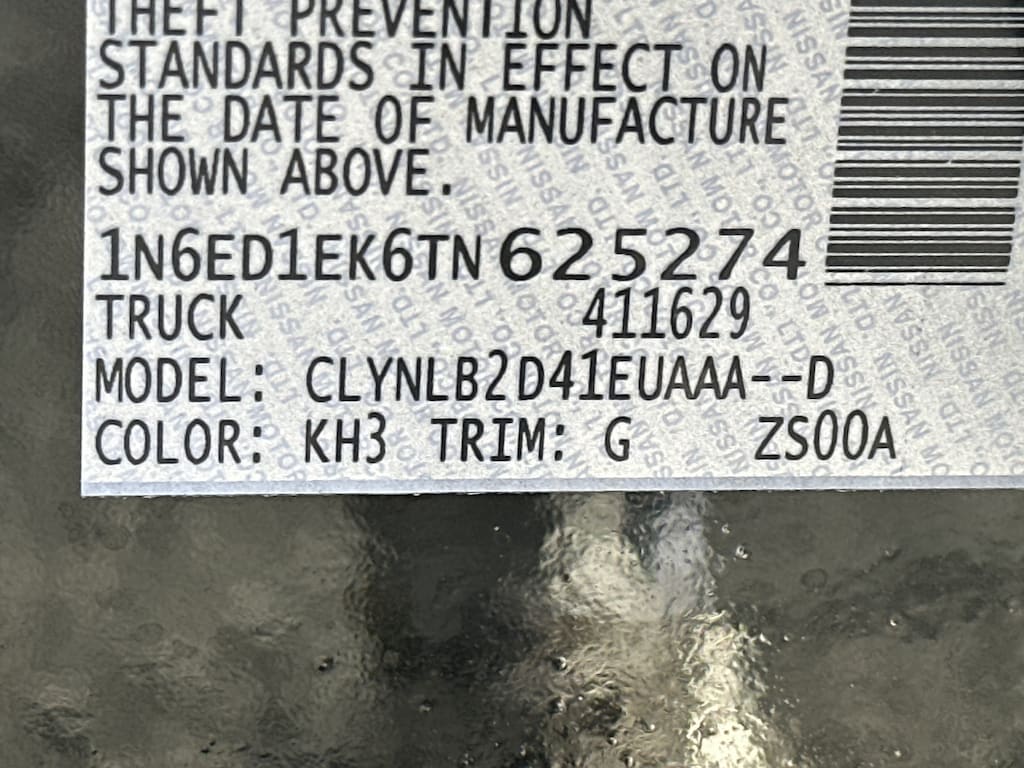 THEFT PREVENTION
STANDARDS IN EFFECT ON
THE DATE OF MANUFACTURE
SHOWN ABOVE.
1N6ED1EK6TN625274
TRUCK 411629
MODEL: CLYNLB2D41EUAAA--D
COLOR: KH3 TRIM: G ZS00A